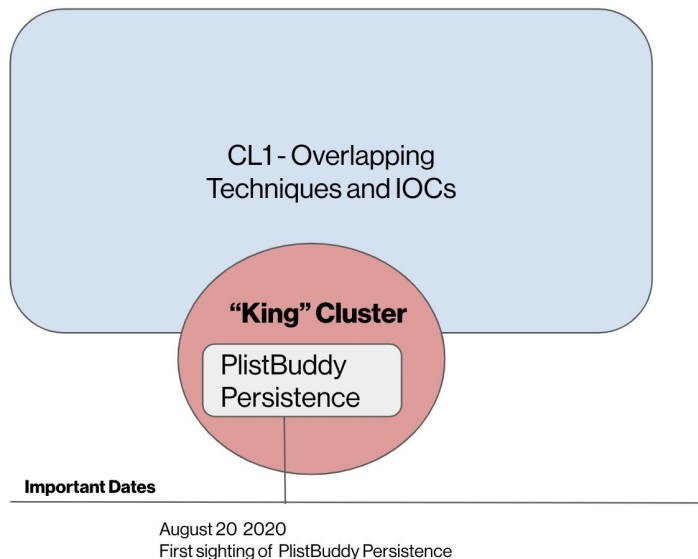 CL1 - Overlapping
Techniques and IOCs
“King” Cluster
PlistBuddy
Persistence
Important Dates
August 20 2020
First sighting of PlistBuddy Persistence